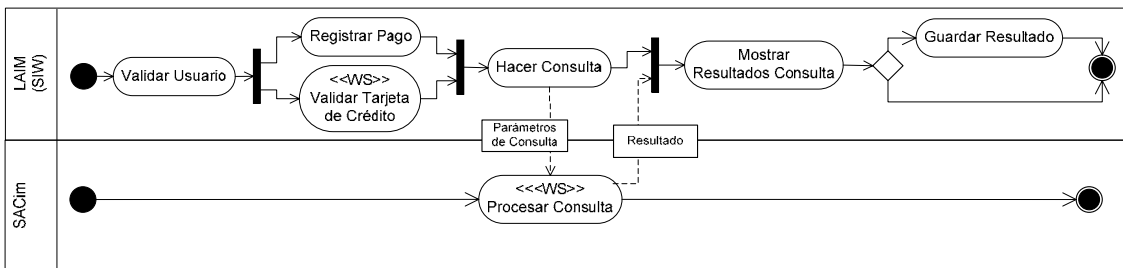 LAIM
(SIW)
Validar Usuario
Registrar Pago
<<WS>>
Validar Tarjeta
de Crédito
Hacer Consulta
Mostrar
Resultados Consulta
Guardar Resultado
Parámetros
de Consulta
Resultado
SACim
<<<WS>>
Procesar Consulta